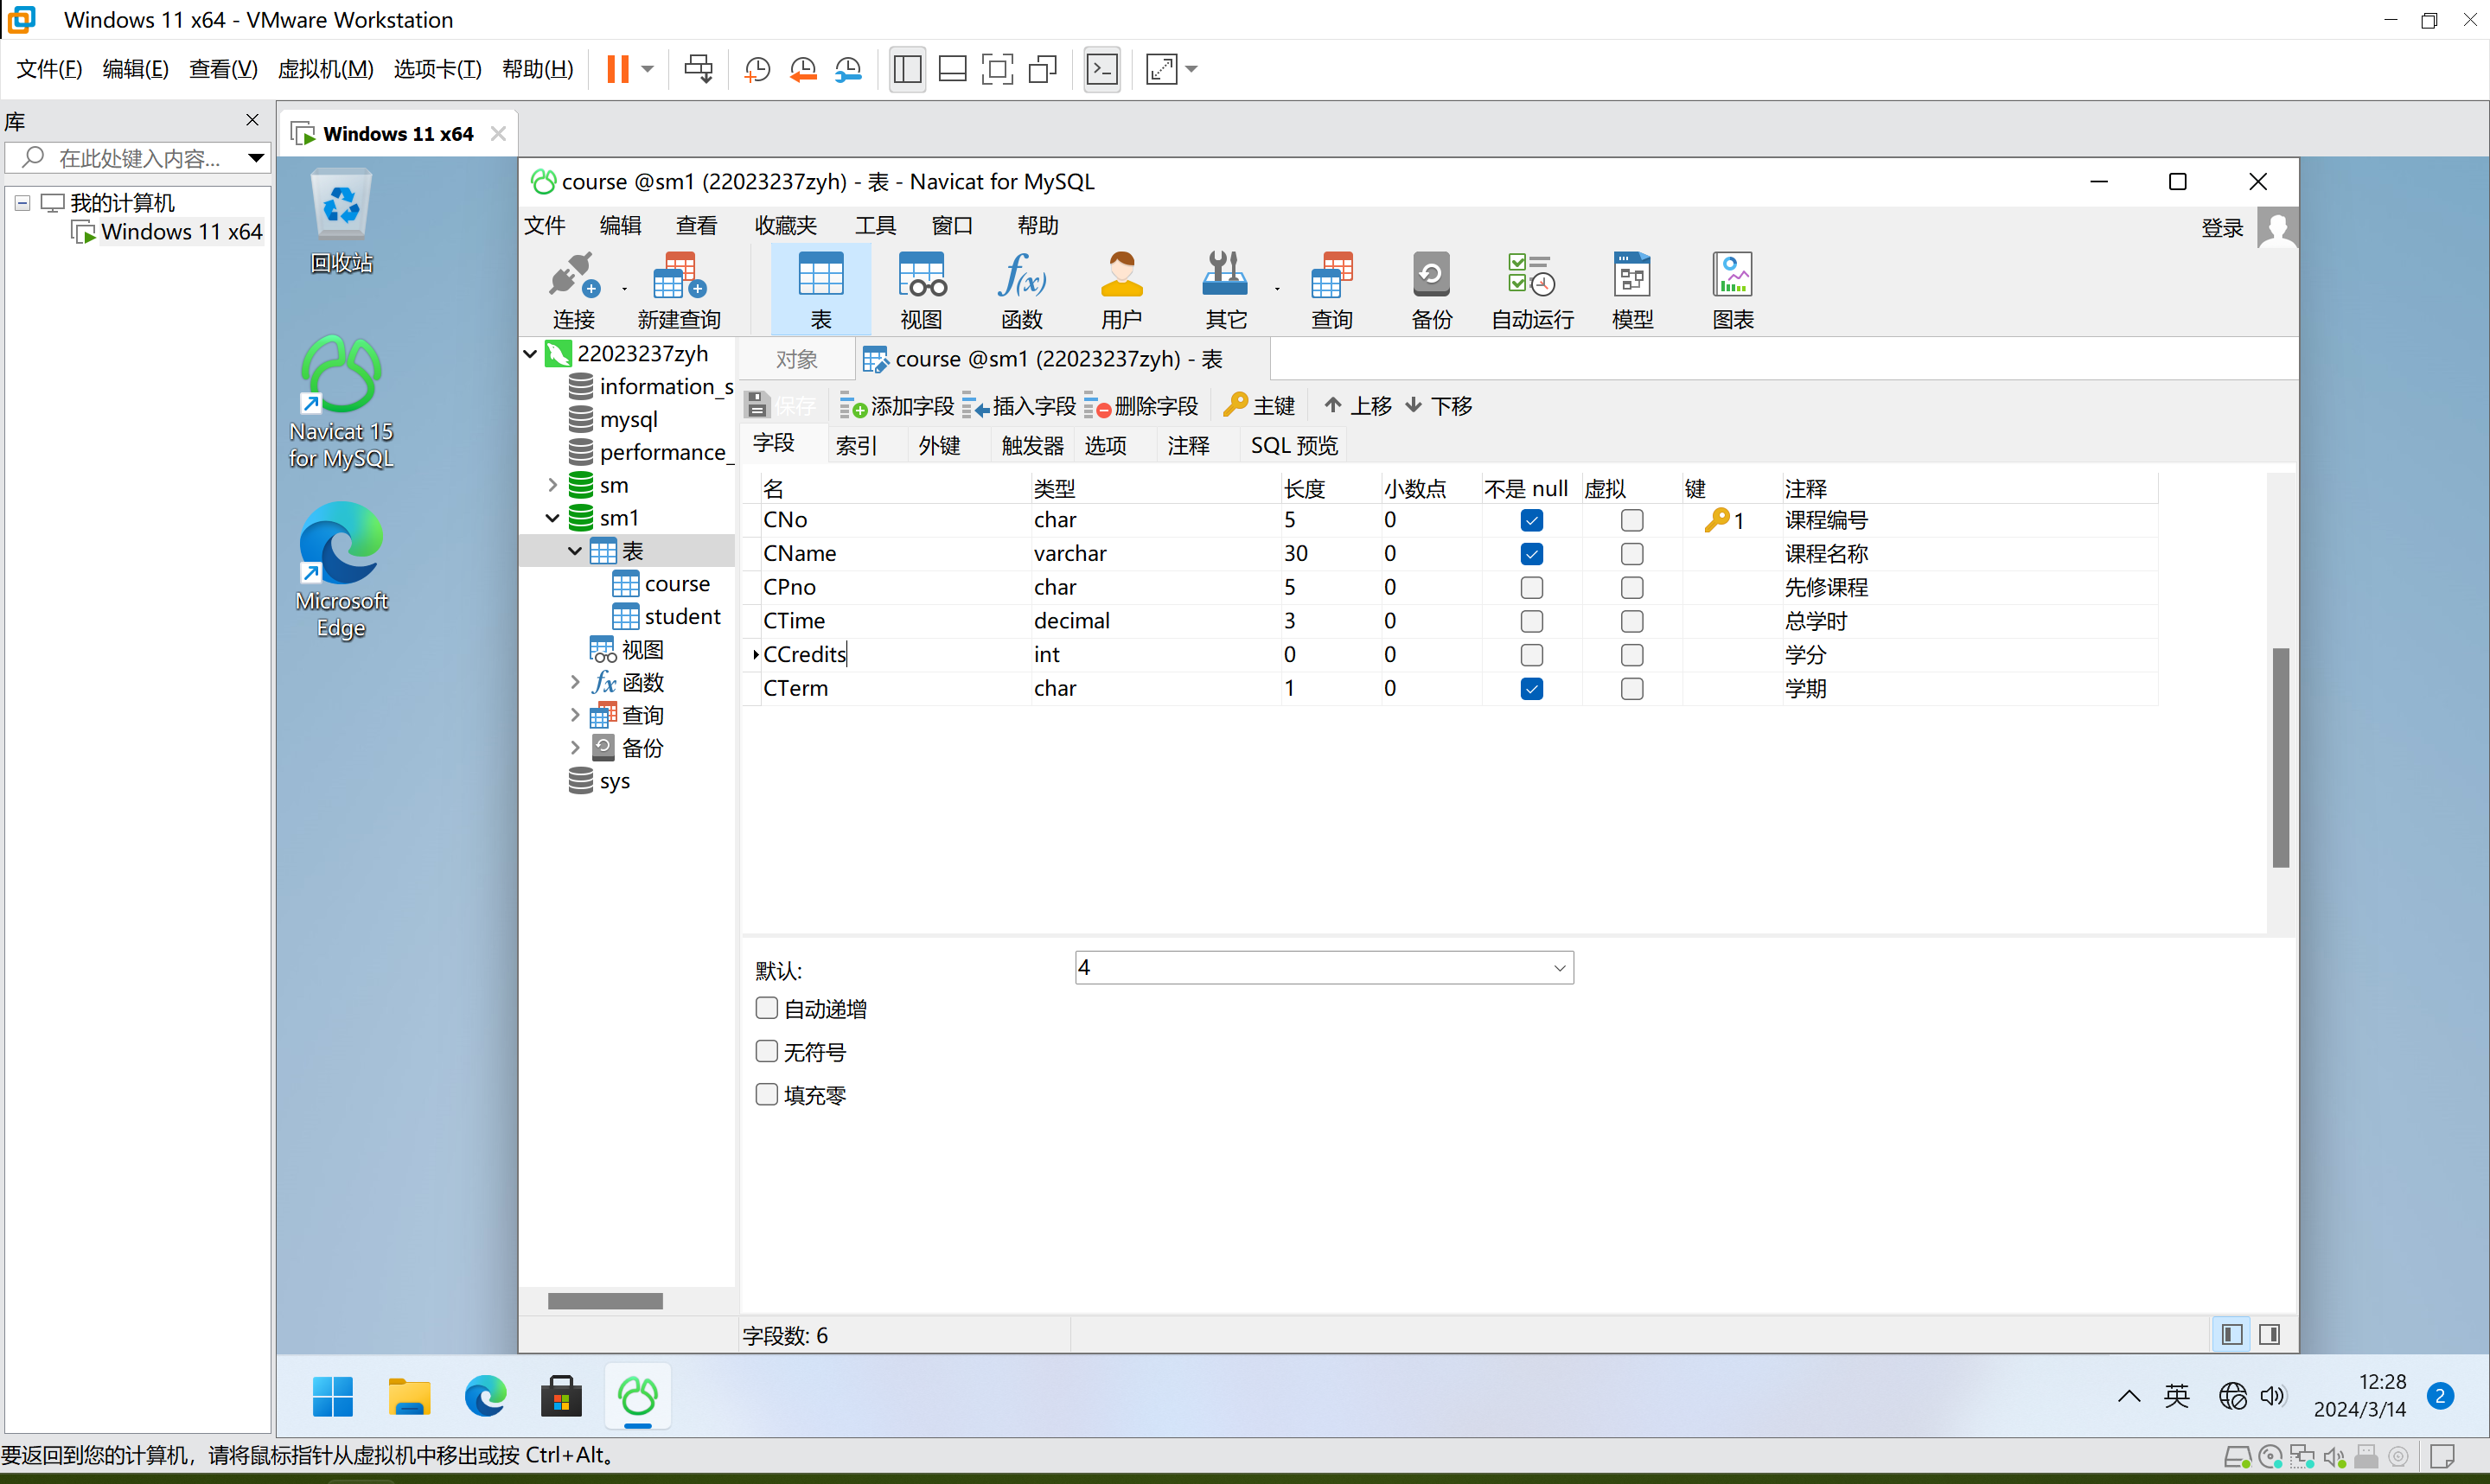 Windows 11 x64 - VMware Workstation
文件(F) 编辑(E) 查看(V) 虚拟机(M) 选项卡(T) 帮助(H)
库
在此处键入内容...
我的计算机
Windows 11 x64
Windows 11 x64
回收站
Navicat 15
for MySQL
Microsoft
Edge
course @sm1 (22023237zyh) - 表 - Navicat for MySQL
文件 编辑 查看 收藏夹 工具 窗口 帮助
登录
连接 新建查询 表 视图 函数 用户 其它 查询 备份 自动运行 模型 图表
22023237zyh
information_s
mysql
performance_
sm
sm1
表
course
student
视图
函数
查询
备份
sys
对象 course @sm1 (22023237zyh) - 表
保存 添加字段 插入字段 删除字段 主键 上移 下移
字段 索引 外键 触发器 选项 注释 SQL 预览
名 类型 长度 小数点 不是 null 虚拟 键 注释
CNo char 5 0 1 课程编号
CName varchar 30 0 课程名称
CPno char 5 0 先修课程
CTime decimal 3 0 总学时
CCredits int 0 0 学分
CTerm char 1 0 学期
默认: 4
自动递增
无符号
填充零
字段数: 6
英
12:28
2024/3/14
2
要返回到您的计算机，请将鼠标指针从虚拟机中移出或按 Ctrl+Alt。